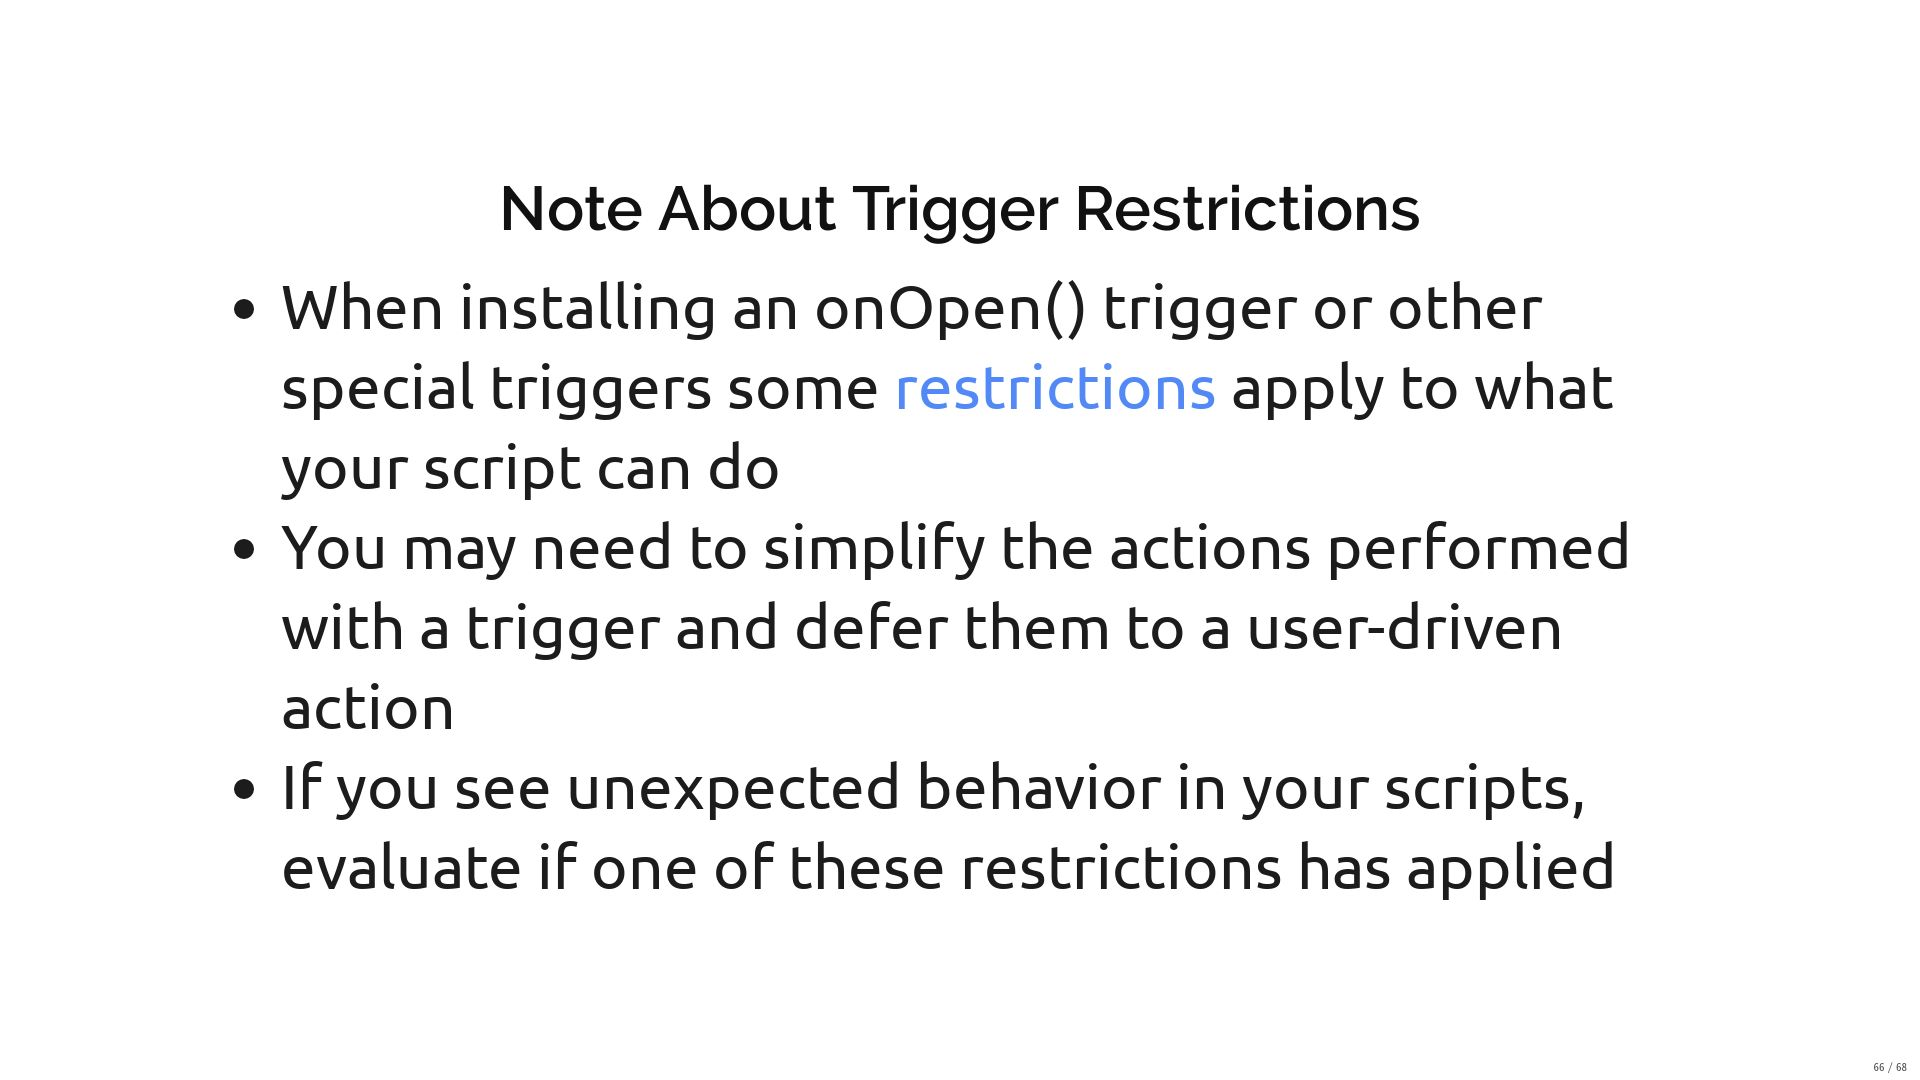 Note About Trigger Restrictions
• When installing an onOpen() trigger or other
special triggers some restrictions apply to what
your script can do
• You may need to simplify the actions performed
with a trigger and defer them to a user-driven
action
• If you see unexpected behavior in your scripts,
evaluate if one of these restrictions has applied
66 / 68